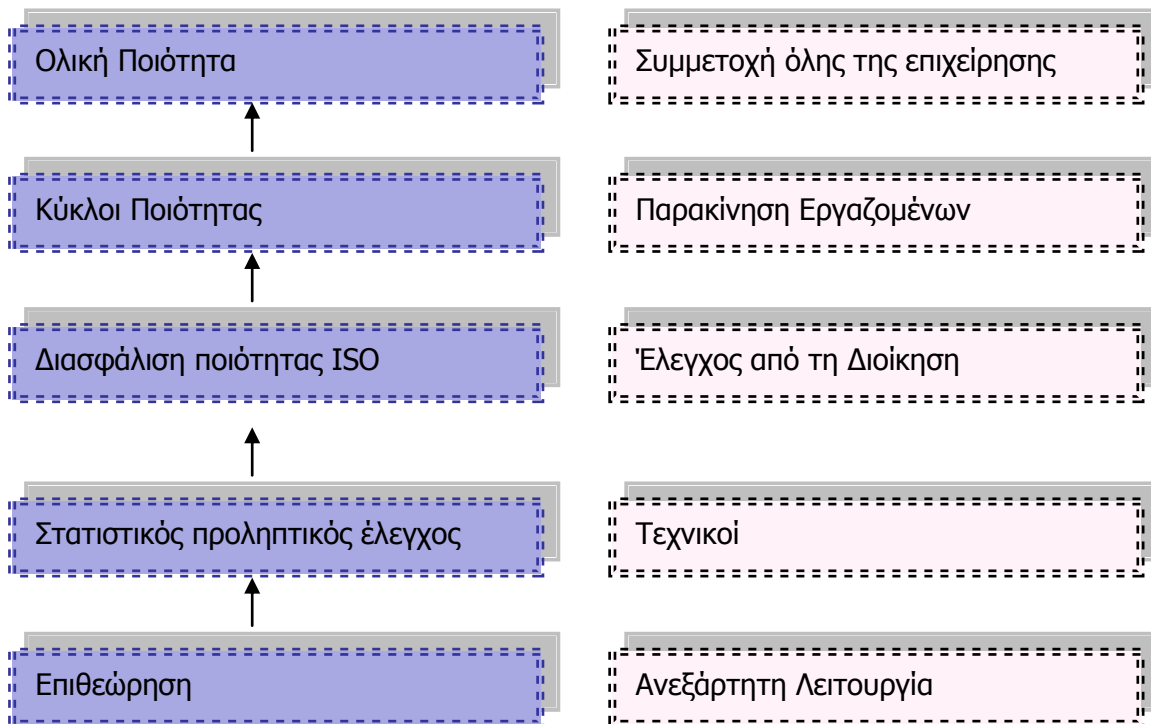 Ολική Ποιότητα
Συμμετοχή όλης της επιχείρησης
Κύκλοι Ποιότητας
Παρακίνηση Εργαζομένων
Διασφάλιση ποιότητας ISO
Έλεγχος από τη Διοίκηση
Στατιστικός προληπτικός έλεγχος
Τεχνικοί
Επιθεώρηση
Ανεξάρτητη Λειτουργία